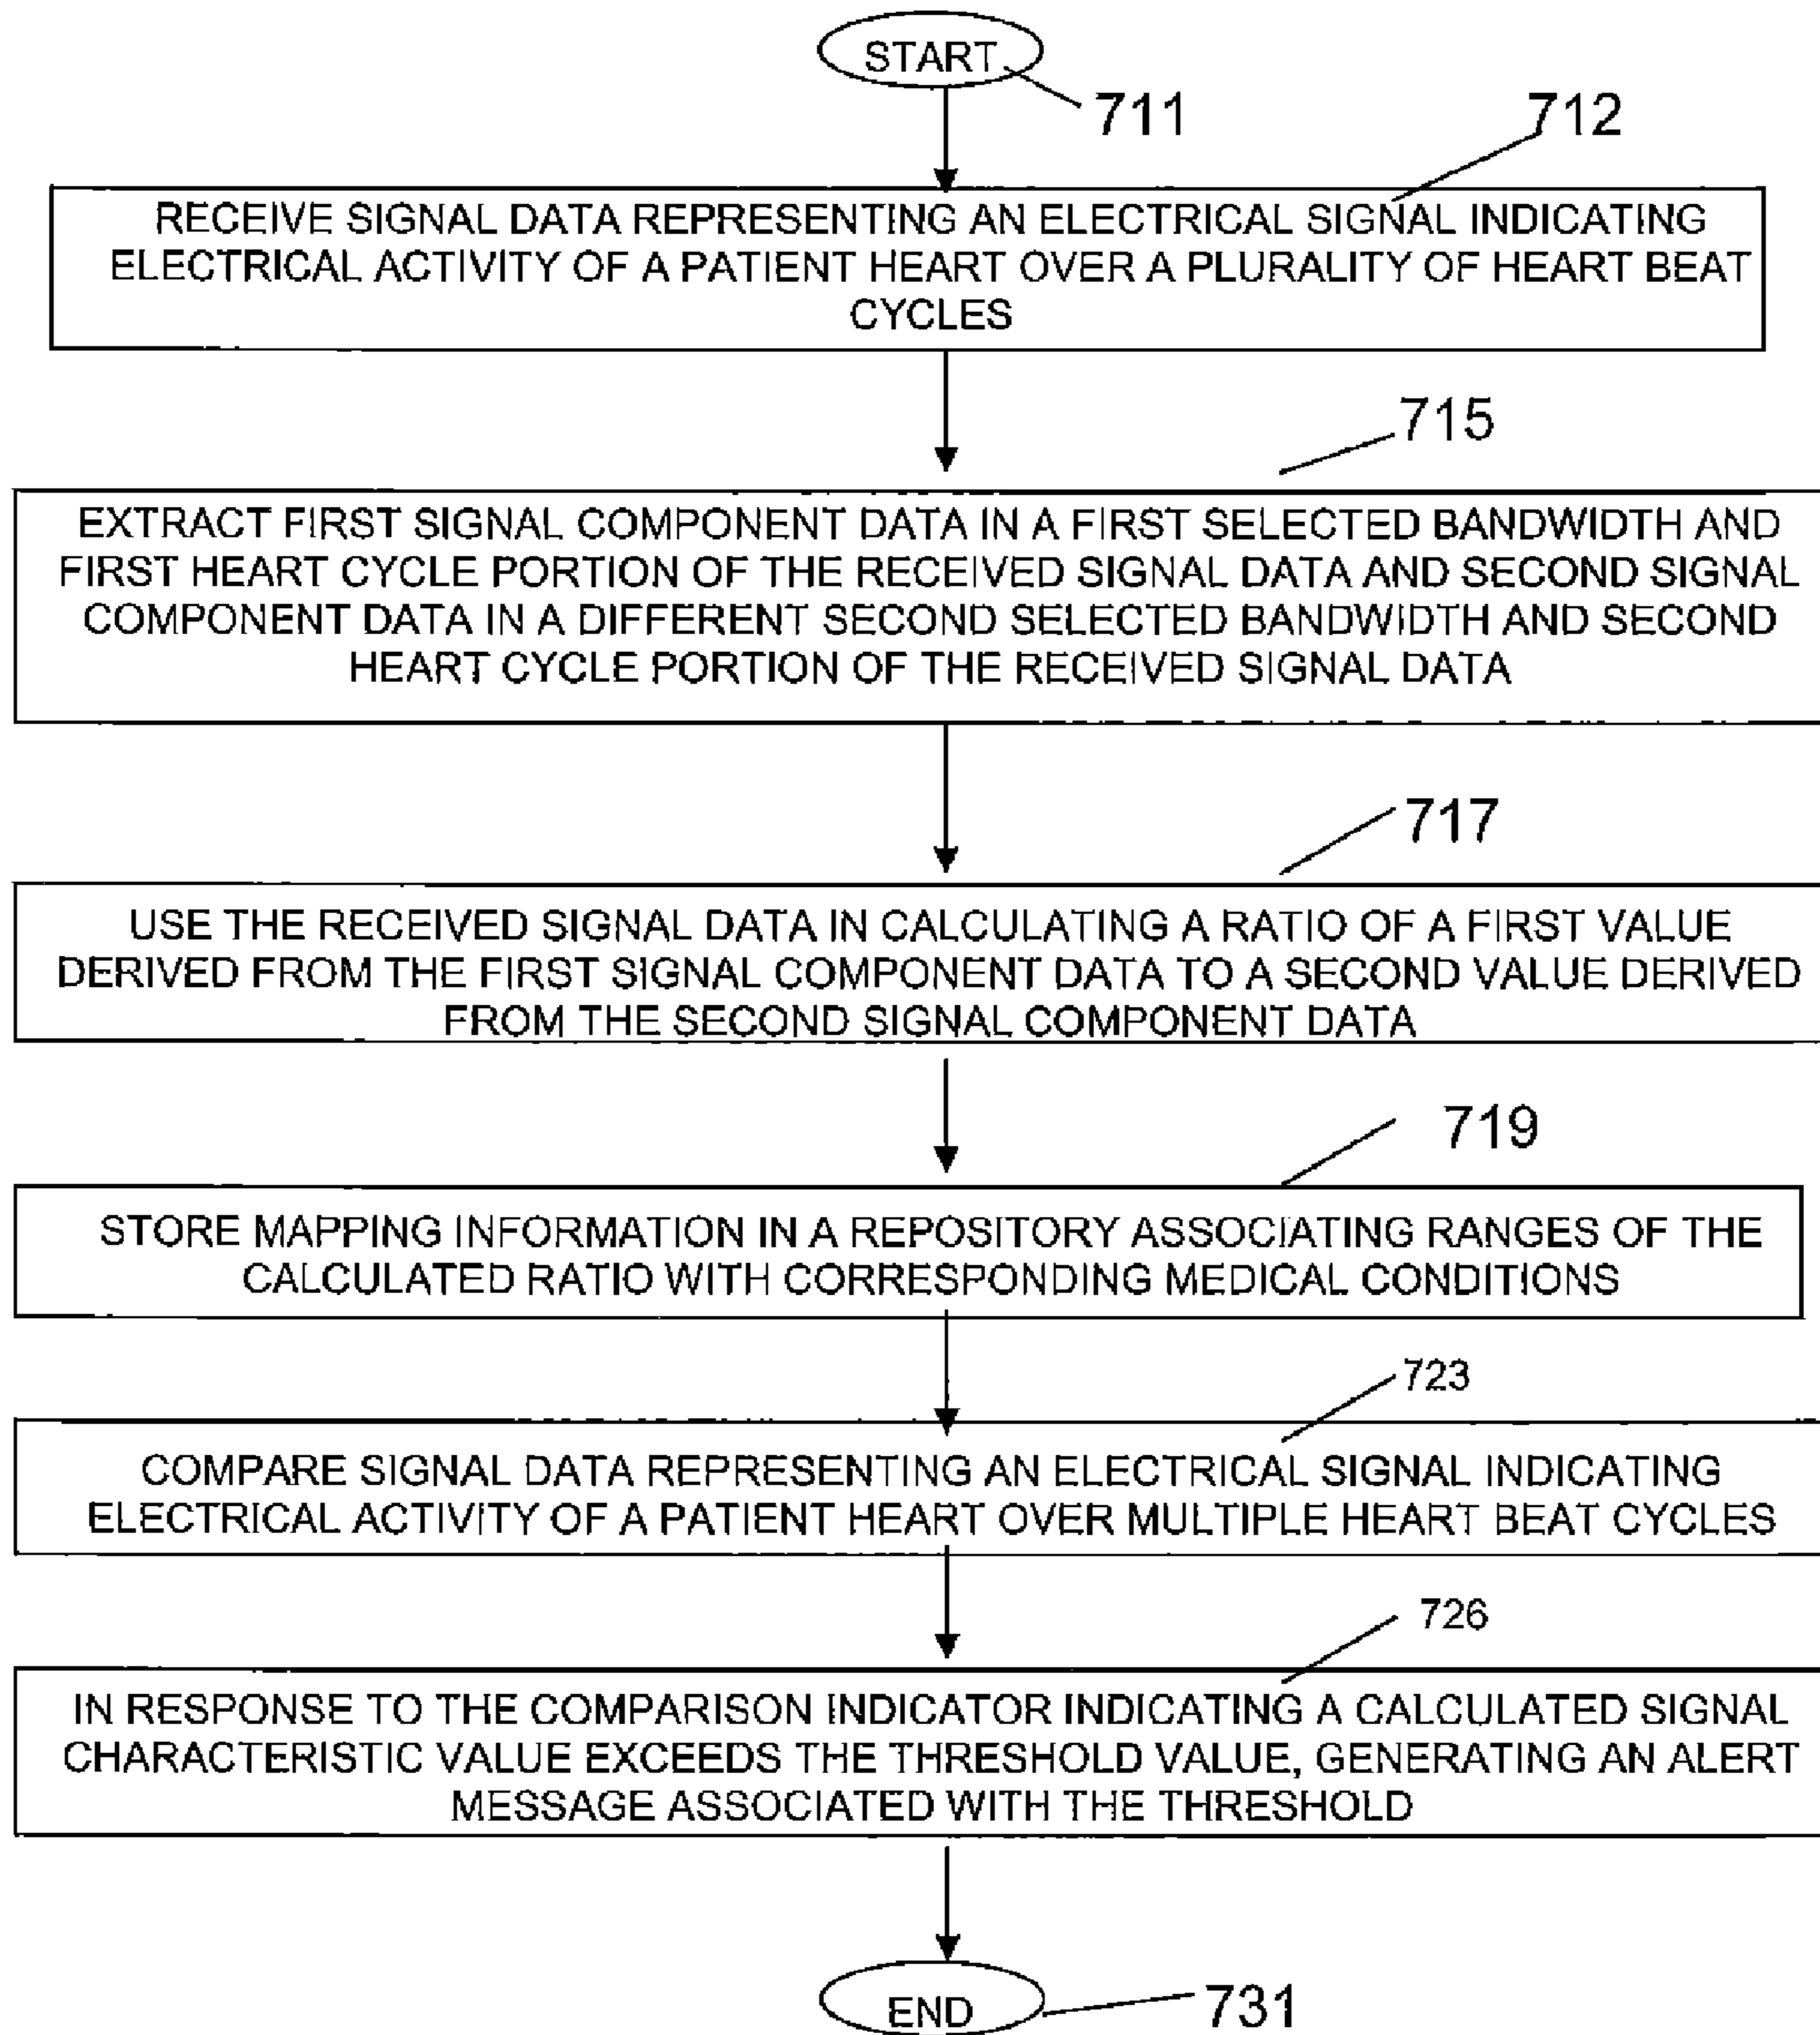 START
711
712
RECEIVE SIGNAL DATA REPRESENTING AN ELECTRICAL SIGNAL INDICATING
ELECTRICAL ACTIVITY OF A PATIENT HEART OVER A PLURALITY OF HEART BEAT
CYCLES
715
EXTRACT FIRST SIGNAL COMPONENT DATA IN A FIRST SELECTED BANDWIDTH AND
FIRST HEART CYCLE PORTION OF THE RECEIVED SIGNAL DATA AND SECOND SIGNAL
COMPONENT DATA IN A DIFFERENT SECOND SELECTED BANDWIDTH AND SECOND
HEART CYCLE PORTION OF THE RECEIVED SIGNAL DATA
717
USE THE RECEIVED SIGNAL DATA IN CALCULATING A RATIO OF A FIRST VALUE
DERIVED FROM THE FIRST SIGNAL COMPONENT DATA TO A SECOND VALUE DERIVED
FROM THE SECOND SIGNAL COMPONENT DATA
719
STORE MAPPING INFORMATION IN A REPOSITORY ASSOCIATING RANGES OF THE
CALCULATED RATIO WITH CORRESPONDING MEDICAL CONDITIONS
723
COMPARE SIGNAL DATA REPRESENTING AN ELECTRICAL SIGNAL INDICATING
ELECTRICAL ACTIVITY OF A PATIENT HEART OVER MULTIPLE HEART BEAT CYCLES
726
IN RESPONSE TO THE COMPARISON INDICATOR INDICATING A CALCULATED SIGNAL
CHARACTERISTIC VALUE EXCEEDS THE THRESHOLD VALUE, GENERATING AN ALERT
MESSAGE ASSOCIATED WITH THE THRESHOLD
END
731